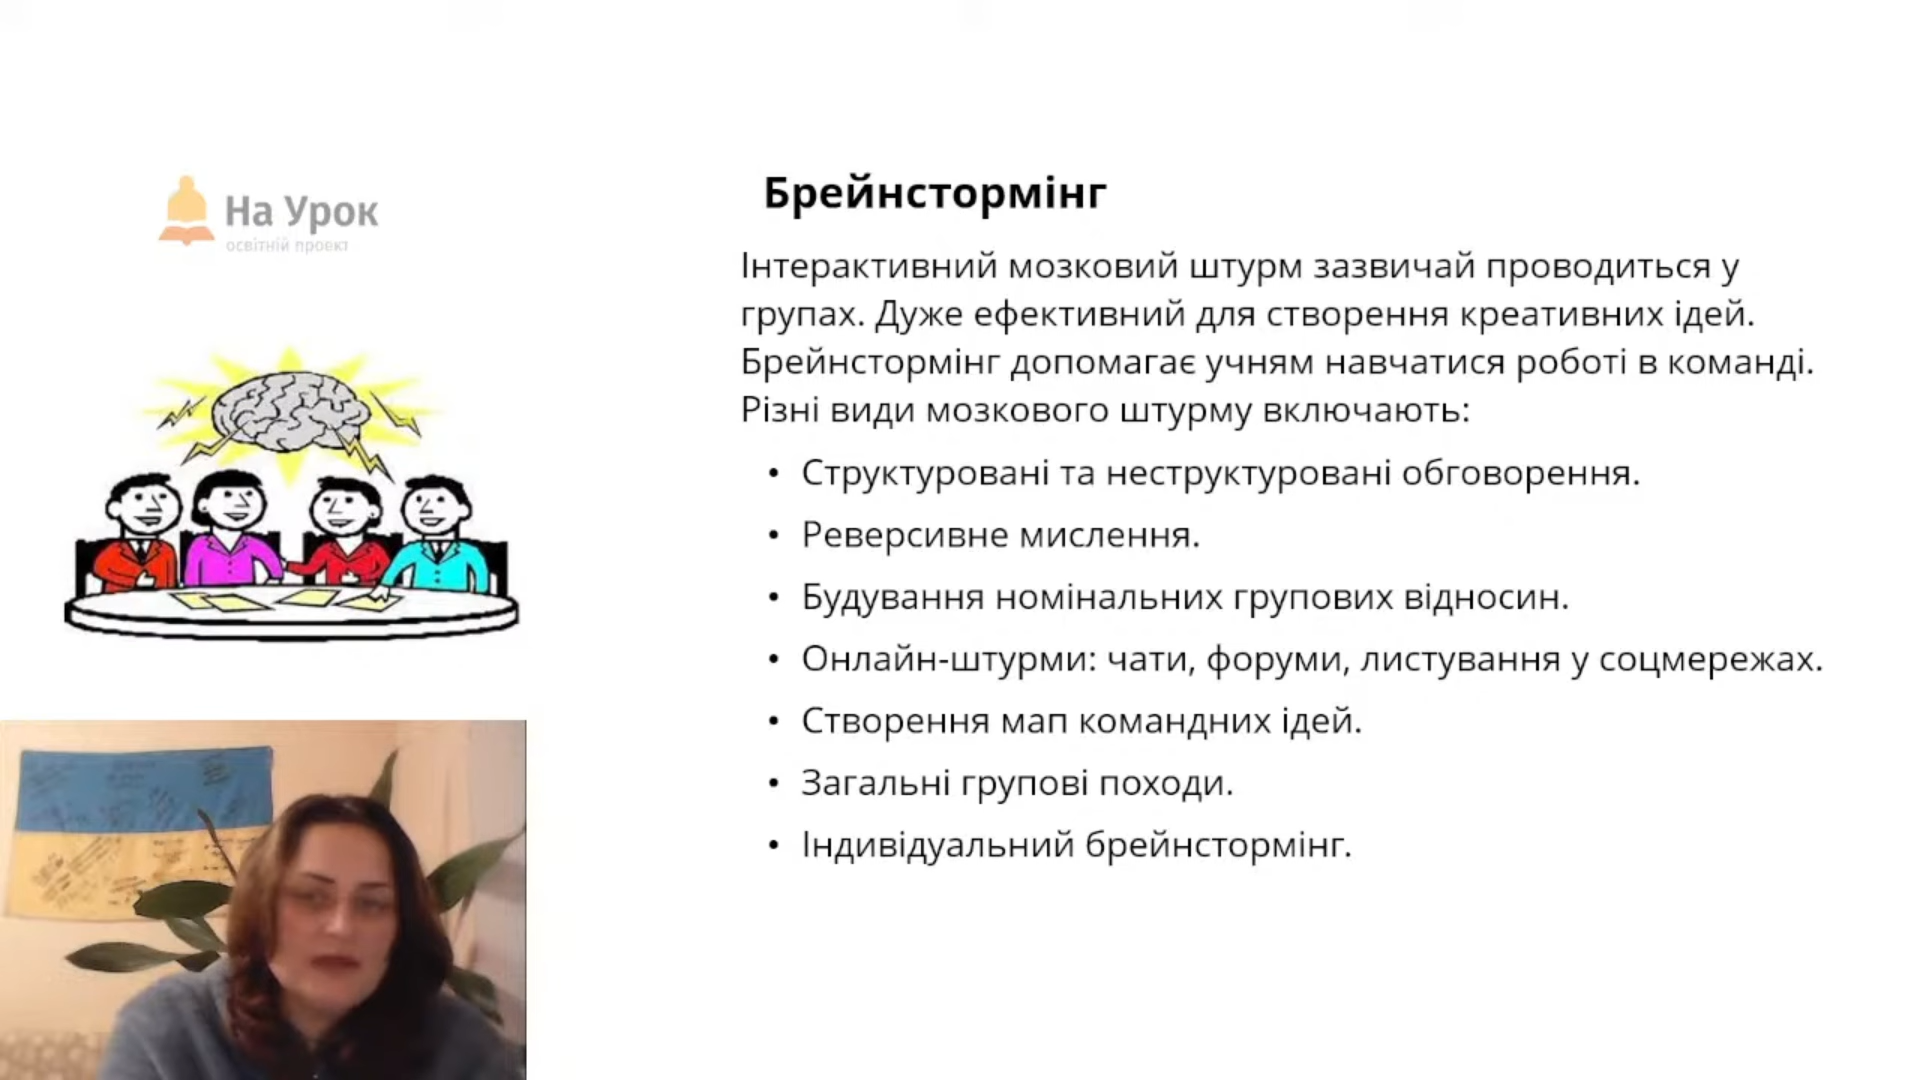 На Урок
освітній проект
Брейнстормінг
Інтерактивний мозковий штурм зазвичай проводиться у
групах. Дуже ефективний для створення креативних ідей.
Брейнстормінг допомагає учням навчатися роботі в команді.
Різні види мозкового штурму включають:
• Структуровані та неструктуровані обговорення.
• Реверсивне мислення.
• Будування номінальних групових відносин.
• Онлайн-штурми: чати, форуми, листування у соцмережах.
• Створення мап командних ідей.
• Загальні групові походи.
• Індивідуальний брейнстормінг.